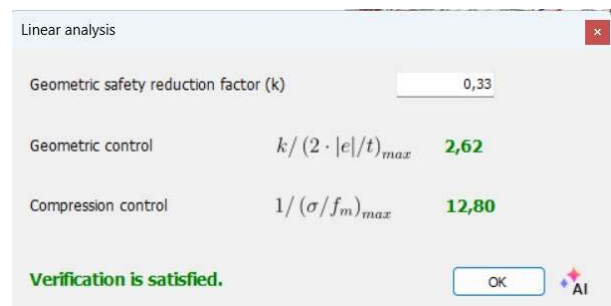 Linear analysis
Geometric safety reduction factor (k) 0,33
Geometric control k/ (2 · |e|/t)max 2,62
Compression control 1/ (σ/fm)max 12,80
Verification is satisfied. OK AI